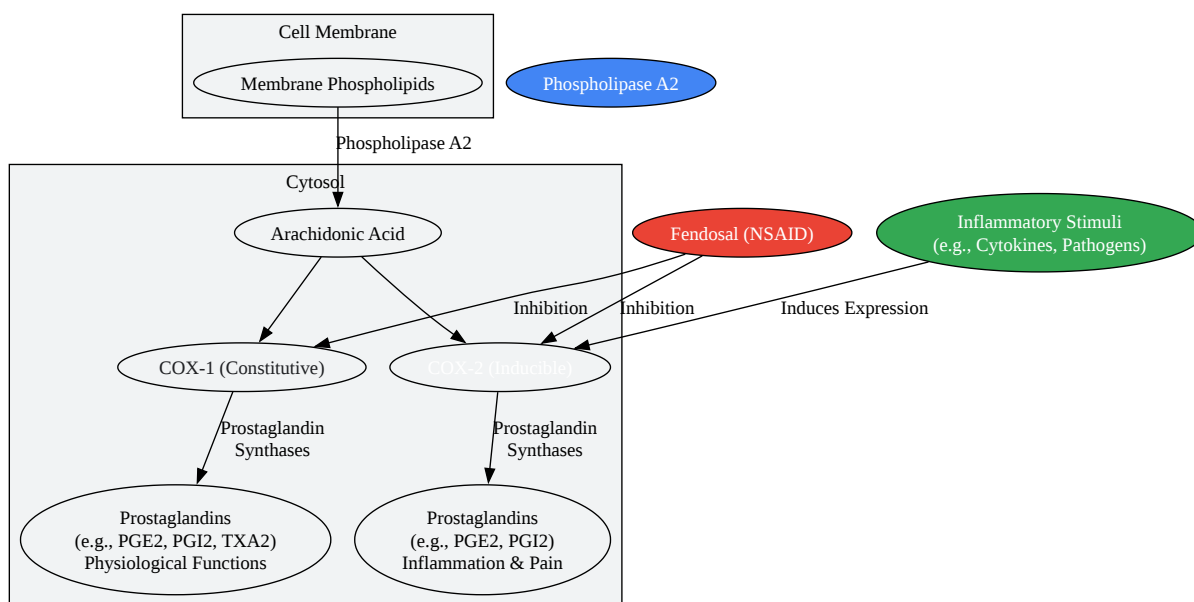 Cell Membrane
Membrane Phospholipids
Phospholipase A2
Phospholipase A2
Cytosol
Arachidonic Acid
Fendosal (NSAID)
Inflammatory Stimuli
(e.g., Cytokines, Pathogens)
Inhibition
Inhibition
Induces Expression
COX-1 (Constitutive)
COX-2 (Inducible)
Prostaglandin
Synthases
Prostaglandin
Synthases
Prostaglandins
(e.g., PGE2, PGI2, TXA2)
Physiological Functions
Prostaglandins
(e.g., PGE2, PGI2)
Inflammation & Pain